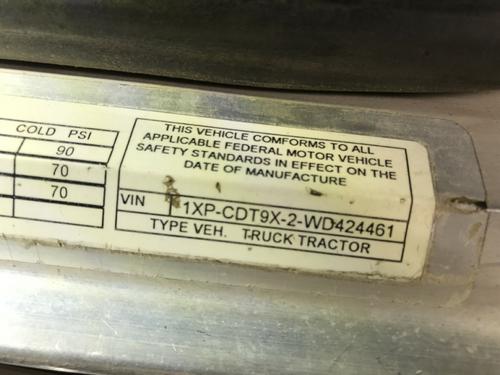 COLD PSI
90
70
70
THIS VEHICLE CONFORMS TO ALL
APPLICABLE FEDERAL MOTOR VEHICLE
SAFETY STANDARDS IN EFFECT ON THE
DATE OF MANUFACTURE
VIN 1XP-CDT9X-2-WD424461
TYPE VEH. TRUCK TRACTOR